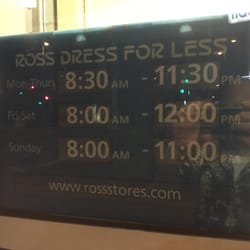 ROSS DRESS FOR LESS
Mon-Thurs 8:30 AM - 11:30 PM
Fri-Sat 8:00 AM - 12:00 PM
Sunday 8:00 AM - 11:00 PM
www.rossstores.com